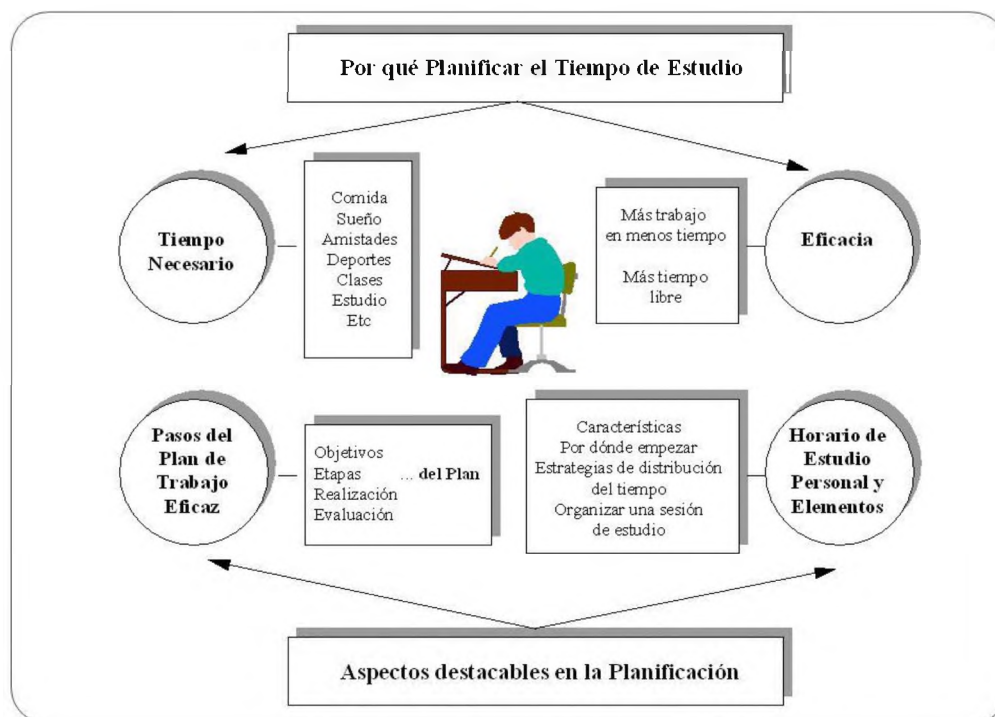 Por qué Planificar el Tiempo de Estudio
Tiempo
Necesario
Comida
Sueño
Amistades
Deportes
Clases
Estudio
Etc
Más trabajo
en menos tiempo
Más tiempo
libre
Eficacia
Pasos del
Plan de
Trabajo
Eficaz
Objetivos
Etapas ... del Plan
Realización
Evaluación
Características
Por dónde empezar
Estrategias de distribución
del tiempo
Organizar una sesión
de estudio
Horario de
Estudio
Personal y
Elementos
Aspectos destacables en la Planificación